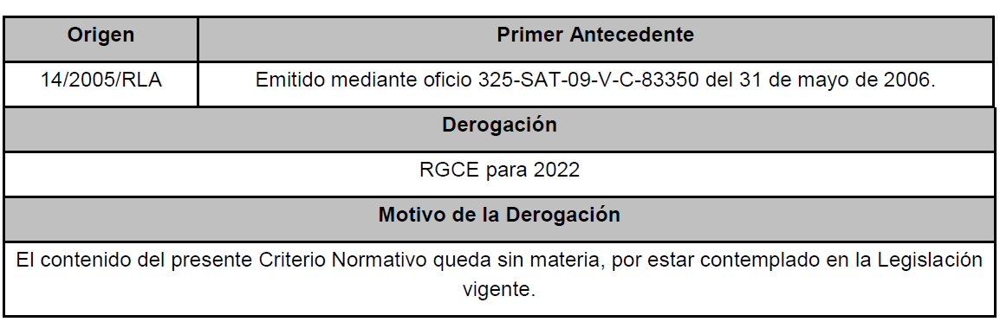 Origen Primer Antecedente
14/2005/RLA Emitido mediante oficio 325-SAT-09-V-C-83350 del 31 de mayo de 2006.
Derogación
RGCE para 2022
Motivo de la Derogación
El contenido del presente Criterio Normativo queda sin materia, por estar contemplado en la Legislación
vigente.